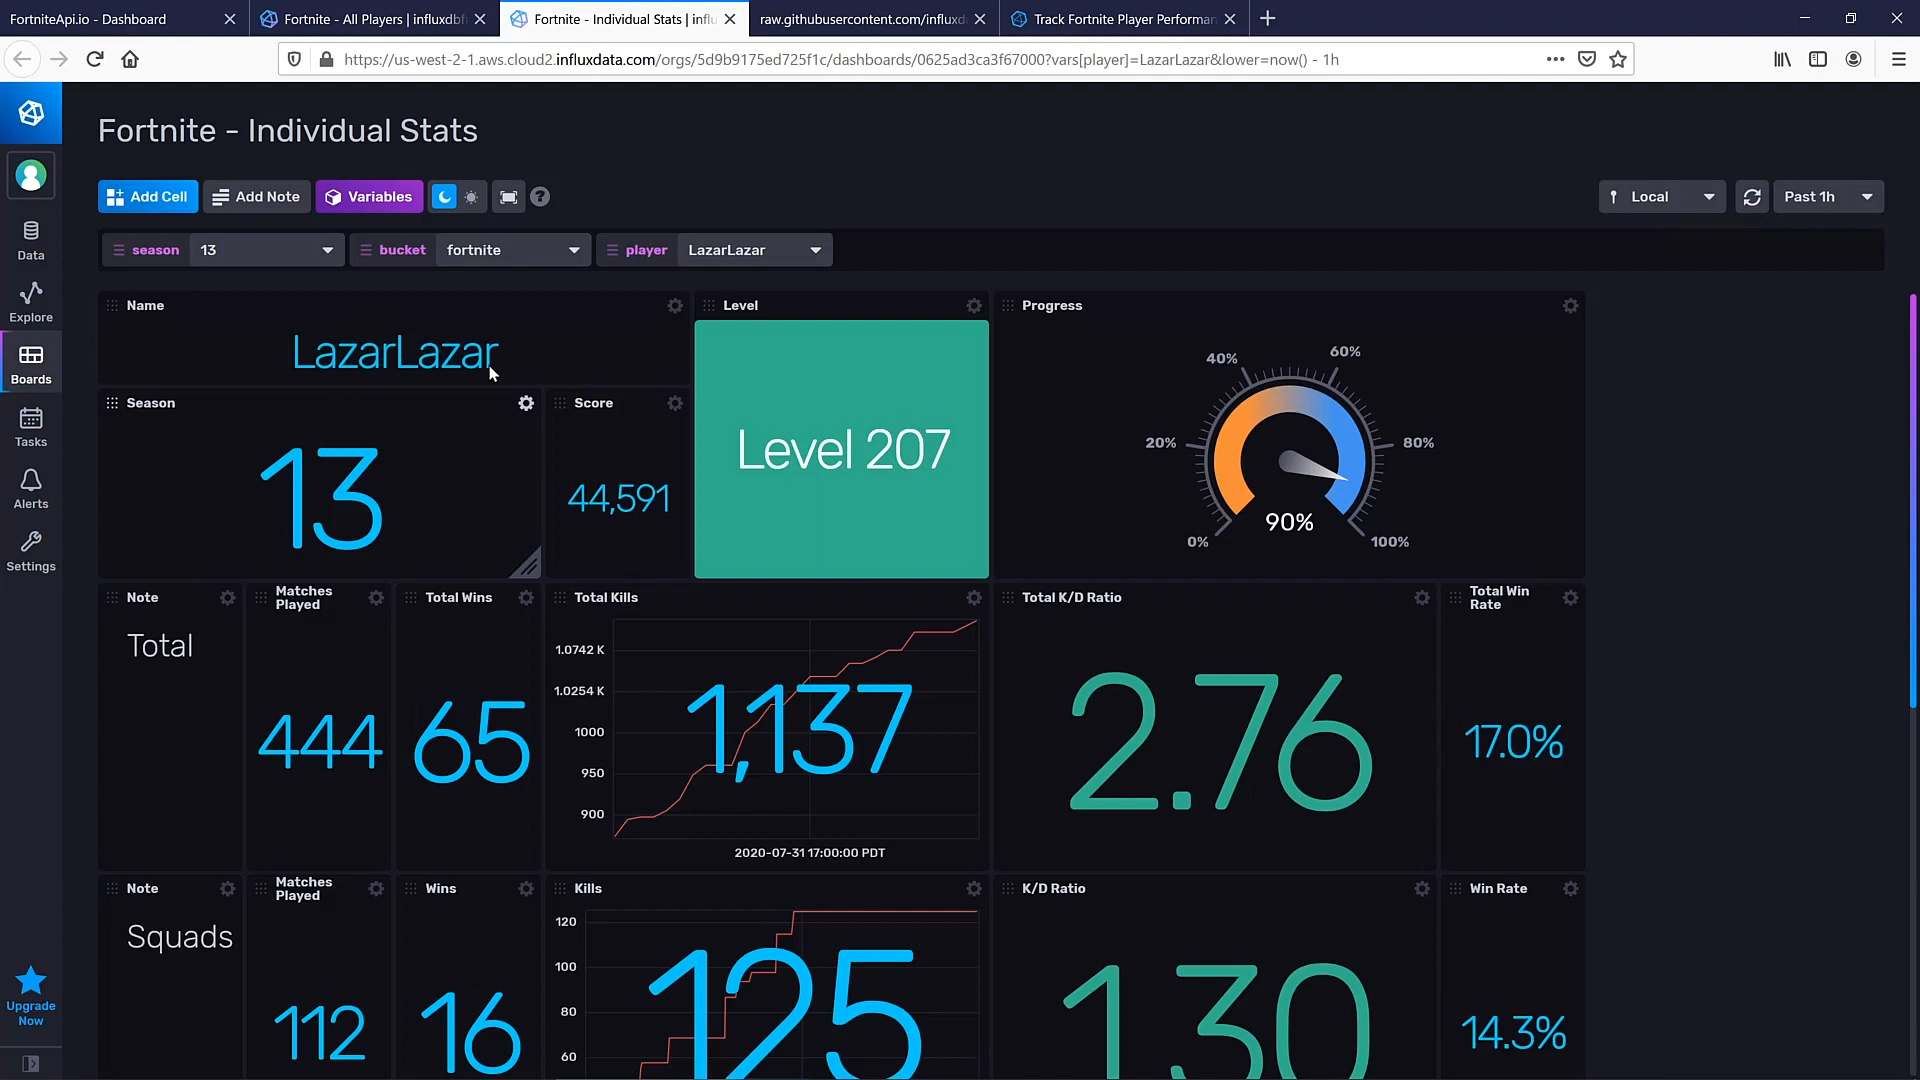 FortniteApi.io - Dashboard
Fortnite - All Players | influxdbfr
Fortnite - Individual Stats | influ
raw.githubusercontent.com/influxda
Track Fortnite Player Performan
https://us-west-2-1.aws.cloud2.influxdata.com/orgs/5d9b9175ed725f1c/dashboards/0625ad3ca3f67000?vars[player]=LazarLazar&lower=now() - 1h
Fortnite - Individual Stats
Add Cell
Add Note
Variables
?
Local
Past 1h
season
13
bucket
fortnite
player
LazarLazar
Data
Explore
Boards
Tasks
Alerts
Settings
Upgrade
Now
Name
LazarLazar
Level
Level 207
Progress
0%
20%
40%
60%
80%
100%
90%
Season
13
Score
44,591
Note
Total
Matches
Played
444
Total Wins
65
Total Kills
1.0742 K
1.0254 K
1000
950
900
1,137
2020-07-31 17:00:00 PDT
Total K/D Ratio
2.76
Total Win
Rate
17.0%
Note
Squads
Matches
Played
112
Wins
16
Kills
120
100
80
60
125
K/D Ratio
1.30
Win Rate
14.3%